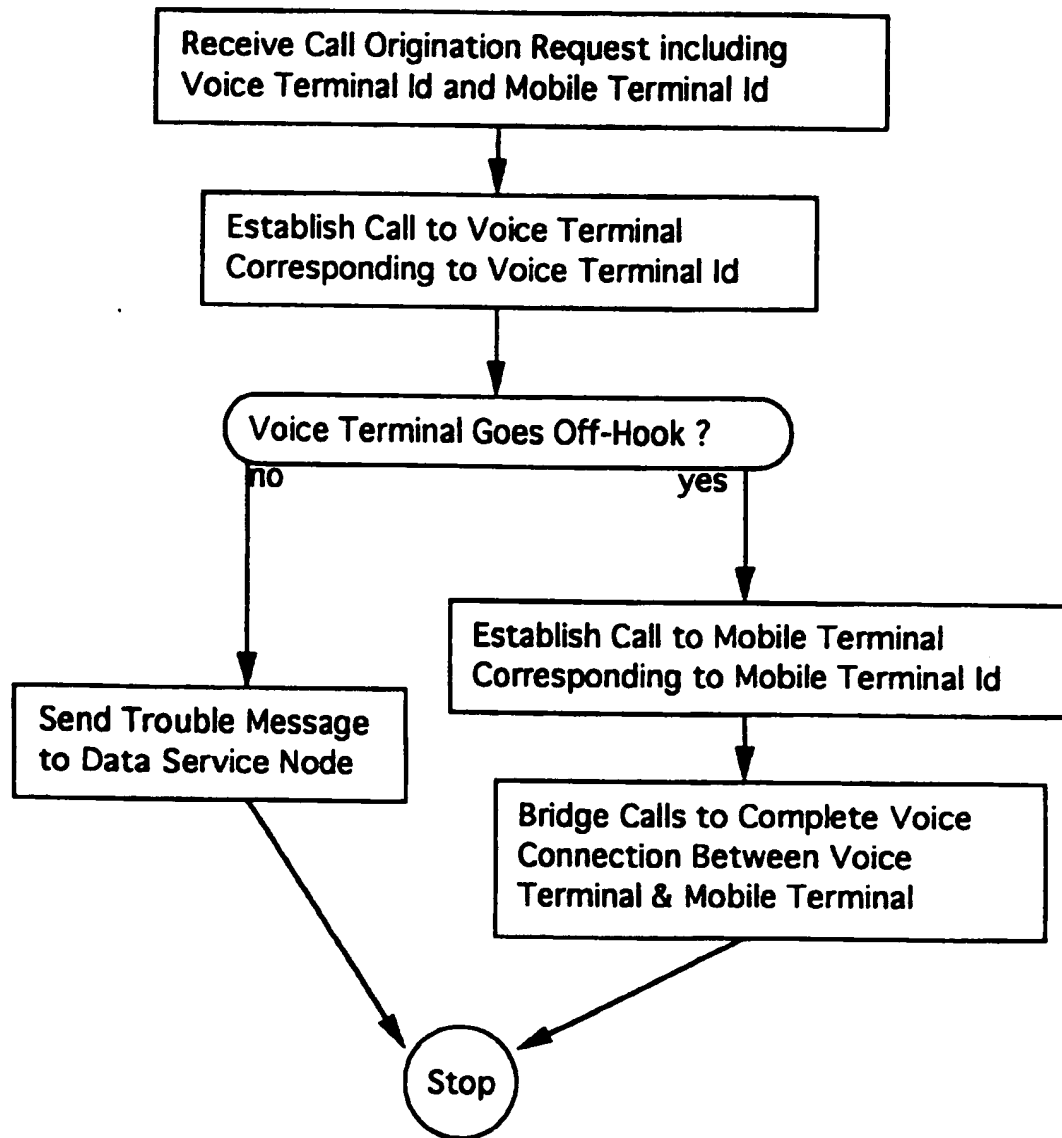 Receive Call Origination Request including
Voice Terminal Id and Mobile Terminal Id
Establish Call to Voice Terminal
Corresponding to Voice Terminal Id
Voice Terminal Goes Off-Hook ?
no
yes
Establish Call to Mobile Terminal
Corresponding to Mobile Terminal Id
Send Trouble Message
to Data Service Node
Bridge Calls to Complete Voice
Connection Between Voice
Terminal & Mobile Terminal
Stop